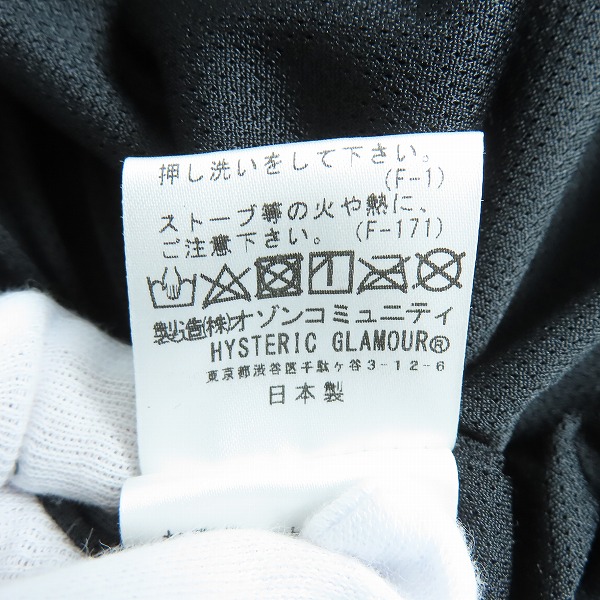 押し洗いをして下さい。
(F-1)
ストーブ等の火や熱に、
ご注意下さい。 (F-171)
製造(株)オゾンコミュニティ
HYSTERIC GLAMOUR®
東京都渋谷区千駄ケ谷3-12-6
日本製